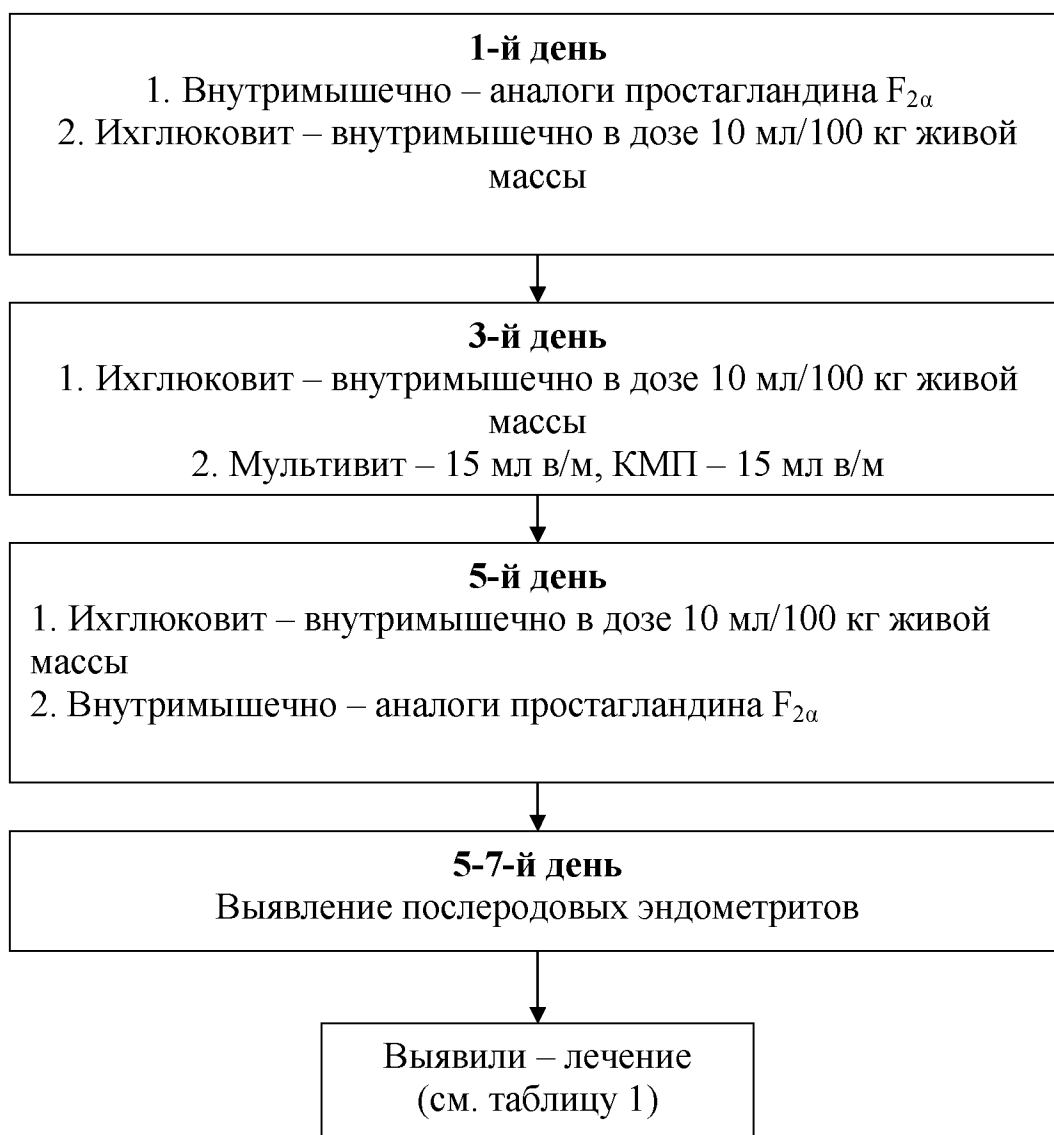 1-й день
1. Внутримышечно – аналоги простагландина F2α
2. Ихглюковит – внутримышечно в дозе 10 мл/100 кг живой
массы
3-й день
1. Ихглюковит – внутримышечно в дозе 10 мл/100 кг живой
массы
2. Мультивит – 15 мл в/м, КМП – 15 мл в/м
5-й день
1. Ихглюковит – внутримышечно в дозе 10 мл/100 кг живой
массы
2. Внутримышечно – аналоги простагландина F2α
5-7-й день
Выявление послеродовых эндометритов
Выявили – лечение
(см. таблицу 1)